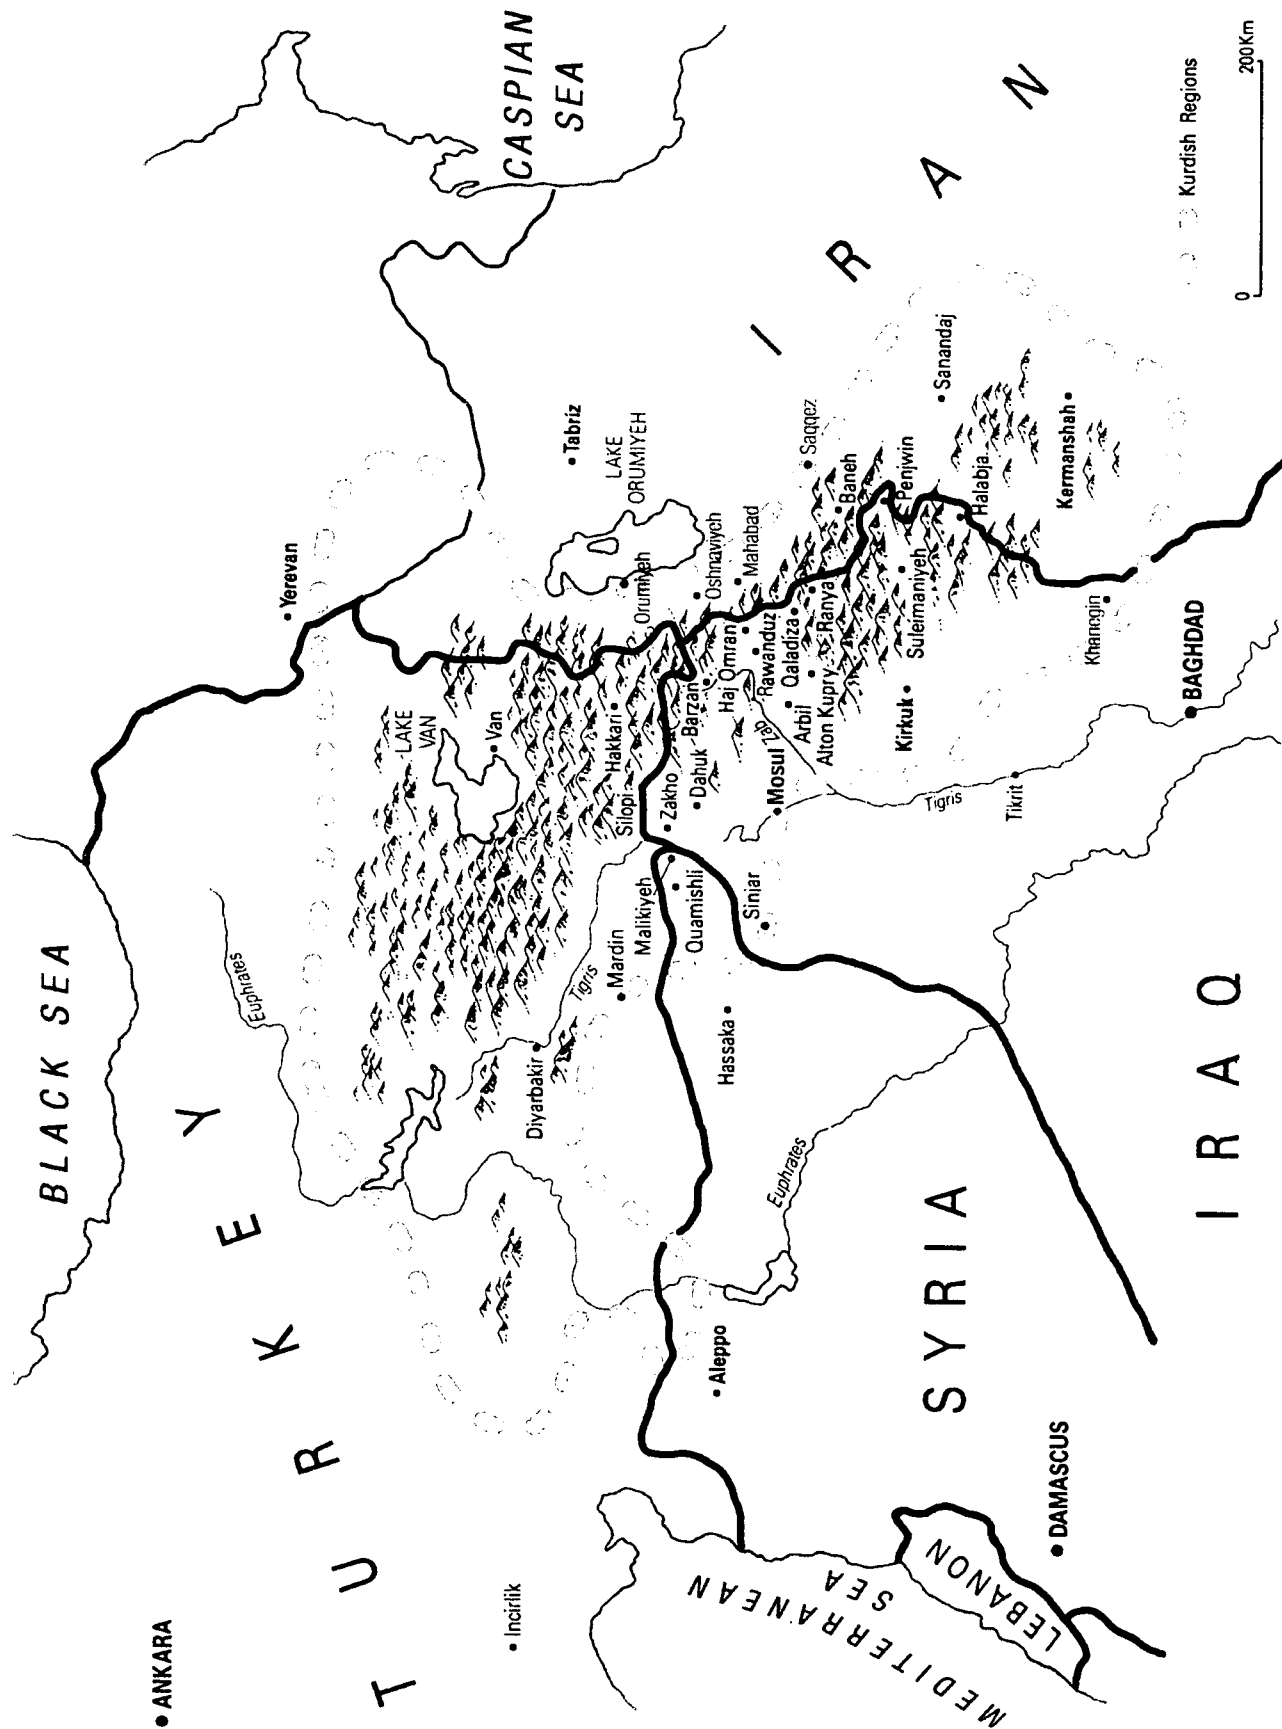 BLACK SEA
CASPIAN
SEA
ANKARA
TURKEY
Euphrates
Yerevan
LAKE
VAN
Van
Tabriz
LAKE
ORUMIYEH
Incirlik
Diyarbakir
Tigris
Mardin
Silopi
Hakkari
Orumiyeh
Malikiyeh
Zakho
Quamishli
Dahuk
Barzan
Oshnaviyeh
Haj Omran
Mahabad
Aleppo
Hassaka
Sinjar
Mosul
Zab
Rawanduz
Qaladiza
Arbil
Alton Kupry
Ranya
Saqqez
Baneh
IRAN
Euphrates
Kirkuk
Suleimaniyeh
Penjwin
Sanandaj
Tigris
Halabja
Tikrit
Kermanshah
Khanoqin
MEDITERRANEAN
SEA
LEBANON
SYRIA
DAMASCUS
BAGHDAD
IRAQ
Kurdish Regions
0 200Km